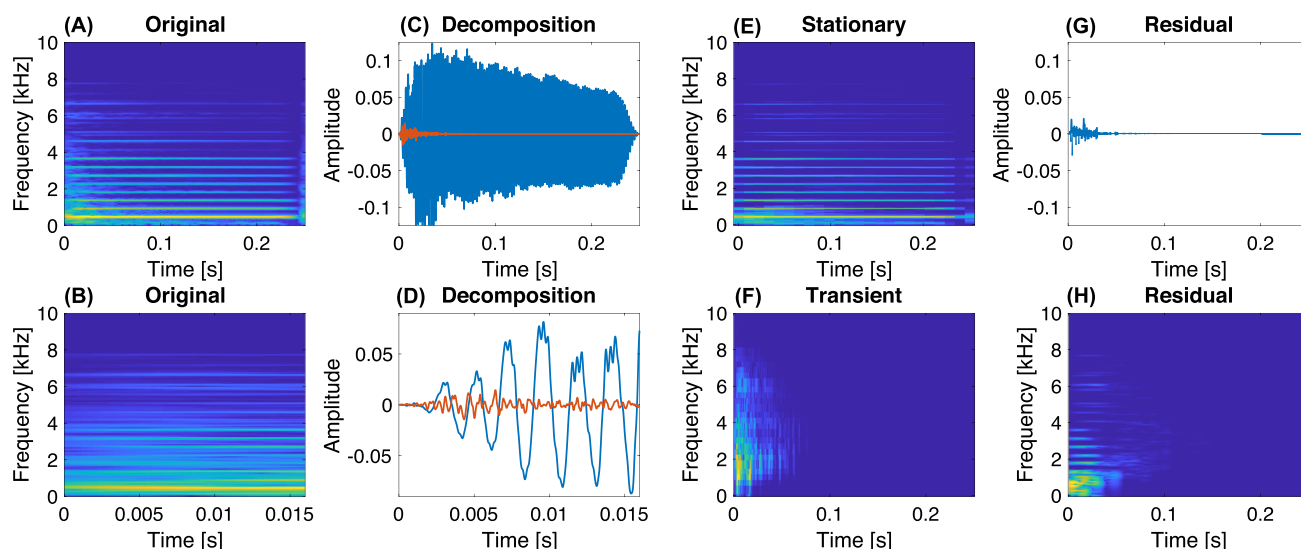 (A) Original
Frequency [kHz]
10
8
6
4
2
0
0 0.1 0.2
Time [s]
(C) Decomposition
Amplitude
0.1
0.05
0
-0.05
-0.1
0 0.1 0.2
Time [s]
(E) Stationary
Frequency [kHz]
10
8
6
4
2
0
0 0.1 0.2
Time [s]
(G) Residual
Amplitude
0.1
0.05
0
-0.05
-0.1
0 0.1 0.2
Time [s]
(B) Original
Frequency [kHz]
10
8
6
4
2
0
0 0.005 0.01 0.015
Time [s]
(D) Decomposition
Amplitude
0.05
0
-0.05
0 0.005 0.01 0.015
Time [s]
(F) Transient
Frequency [kHz]
10
8
6
4
2
0
0 0.1 0.2
Time [s]
(H) Residual
Frequency [kHz]
10
8
6
4
2
0
0 0.1 0.2
Time [s]